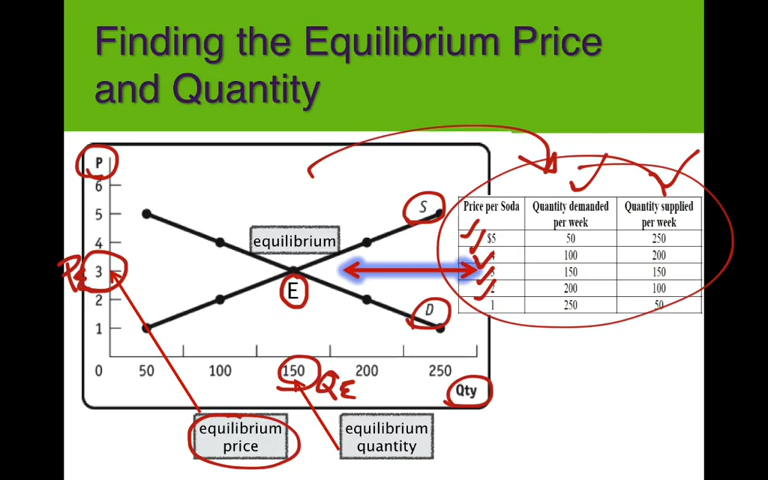 Finding the Equilibrium Price
and Quantity
P
6
5
4
3
2
1
0 50 100 150 200 250
Qty
S
D
E
equilibrium
PE
QE
equilibrium
price
equilibrium
quantity
Price per Soda Quantity demanded per week Quantity supplied per week
$5 50 250
100 200
3 150 150
2 200 100
1 250 50